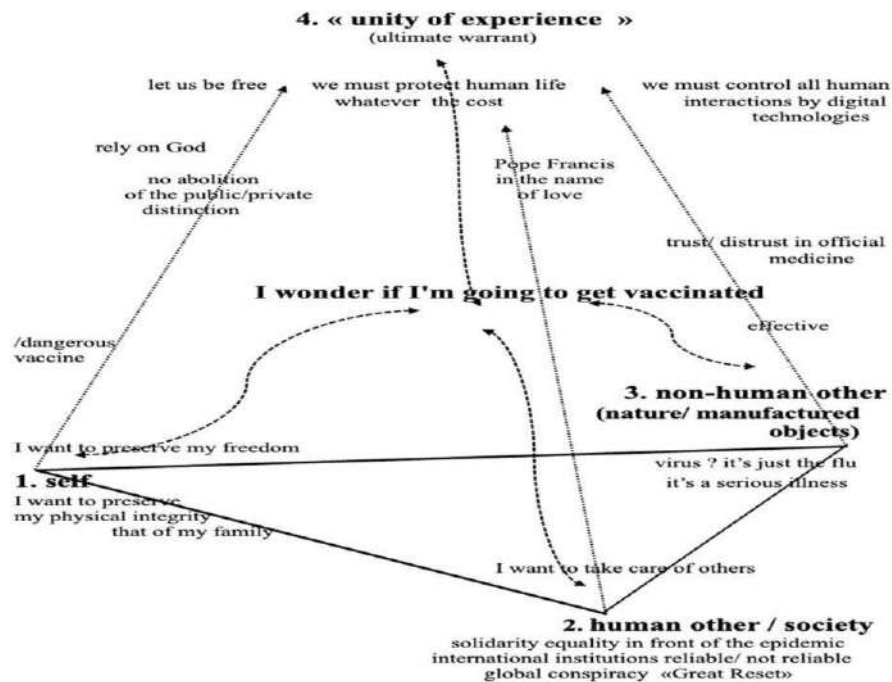 4. « unity of experience »
(ultimate warrant)
let us be free
we must protect human life
whatever the cost
we must control all human
interactions by digital
technologies
rely on God
no abolition
of the public/private
distinction
Pope Francis
in the name
of love
trust/ distrust in official
medicine
I wonder if I'm going to get vaccinated
/dangerous
vaccine
effective
3. non-human other
(nature/ manufactured
objects)
I want to preserve my freedom
1. self
I want to preserve
my physical integrity
that of my family
virus ? it's just the flu
it's a serious illness
I want to take care of others
2. human other / society
solidarity equality in front of the epidemic
international institutions reliable/ not reliable
global conspiracy «Great Reset»